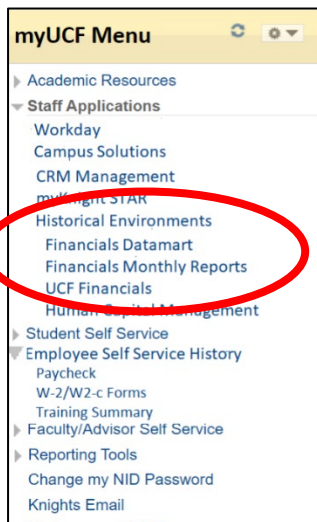 myUCF Menu
Academic Resources
Staff Applications
Workday
Campus Solutions
CRM Management
myKnight STAR
Historical Environments
Financials Datamart
Financials Monthly Reports
UCF Financials
Human Capital Management
Student Self Service
Employee Self Service History
Paycheck
W-2/W2-c Forms
Training Summary
Faculty/Advisor Self Service
Reporting Tools
Change my NID Password
Knights Email